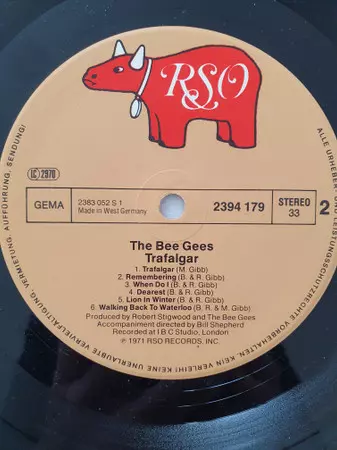 RSO
LC 2970
GEMA
2383 052 S 1
Made in West Germany
2394 179
STEREO
33
2
The Bee Gees
Trafalgar
1. Trafalgar (M. Gibb)
2. Remembering (B. & R. Gibb)
3. When Do I (B. & R. Gibb)
4. Dearest (B. & R. Gibb)
5. Lion In Winter (B. & R. Gibb)
6. Walking Back To Waterloo (B. R. & M. Gibb)
Produced by Robert Stigwood and The Bee Gees
Accompaniment directed by Bill Shepherd
Recorded at I.B.C Studio, London
℗ 1971 RSO RECORDS, INC.
ALLE URHEBER- UND LEISTUNGSSCHUTZRECHTE VORBEHALTEN. KEIN VERLEIH! KEINE UNERLAUBTE VERVIELFÄLTIGUNG, VERMIETUNG, AUFFÜHRUNG, SENDUNG!